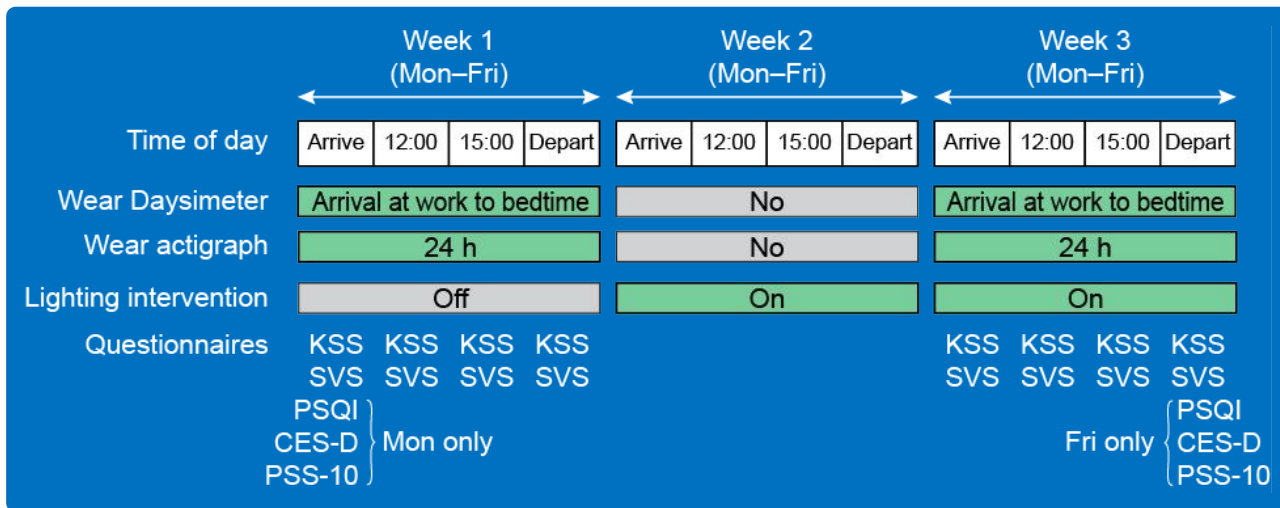 Week 1 Week 2 Week 3
(Mon–Fri) (Mon–Fri) (Mon–Fri)
Time of day Arrive 12:00 15:00 Depart Arrive 12:00 15:00 Depart Arrive 12:00 15:00 Depart
Wear Daysimeter Arrival at work to bedtime No Arrival at work to bedtime
Wear actigraph 24 h No 24 h
Lighting intervention Off On On
Questionnaires KSS KSS KSS KSS KSS KSS KSS KSS
SVS SVS SVS SVS SVS SVS SVS SVS
PSQI PSQI
CES-D Mon only Fri only CES-D
PSS-10 PSS-10